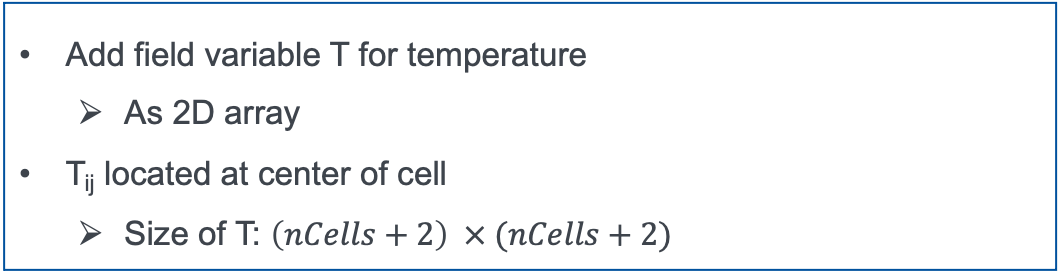 • Add field variable T for temperature
➢ As 2D array
• Tij located at center of cell
➢ Size of T: (nCells + 2) × (nCells + 2)